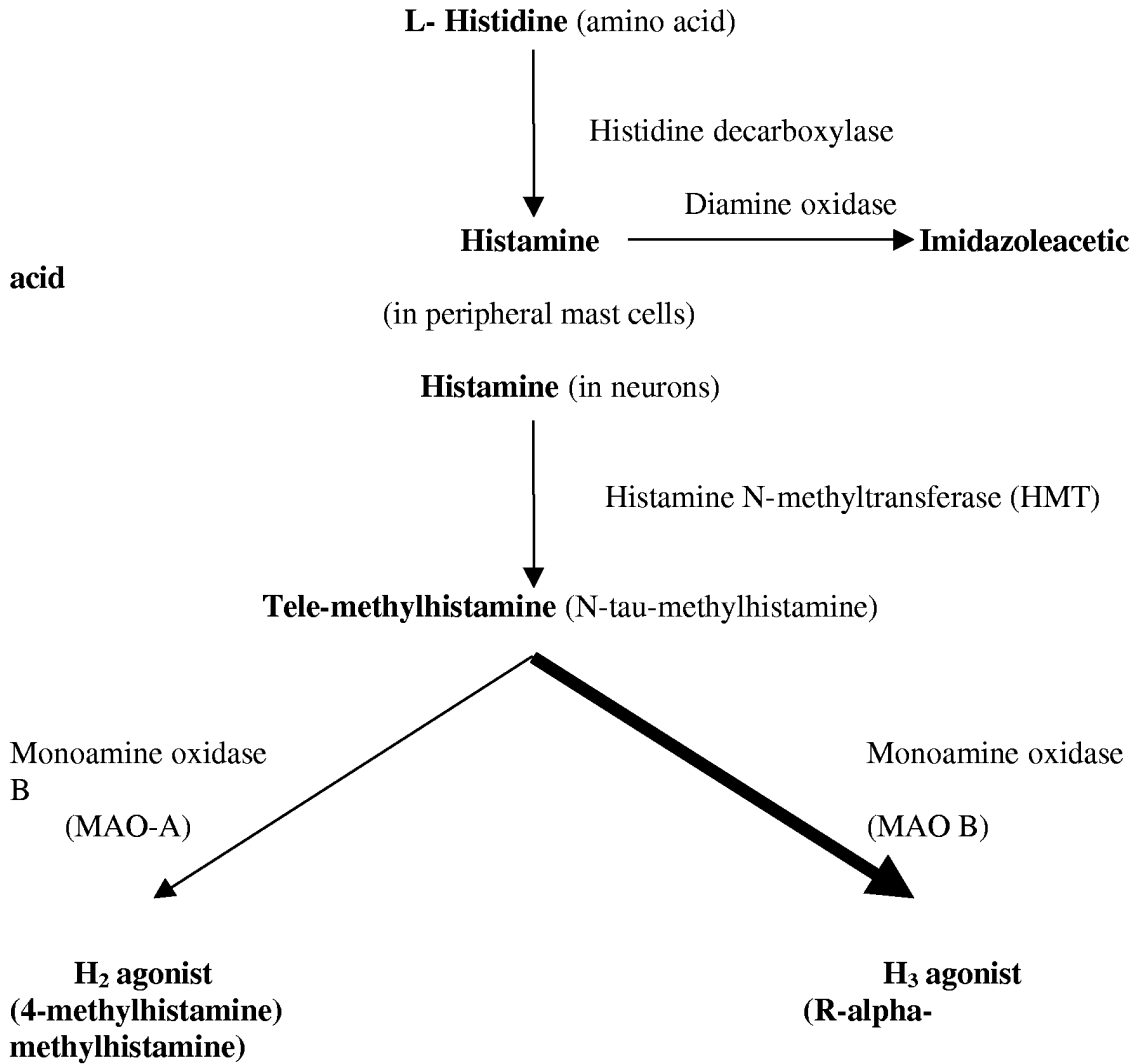 L- Histidine (amino acid)
Histidine decarboxylase
Diamine oxidase
Histamine Imidazoleacetic
acid
(in peripheral mast cells)
Histamine (in neurons)
Histamine N-methyltransferase (HMT)
Tele-methylhistamine (N-tau-methylhistamine)
Monoamine oxidase Monoamine oxidase
B
(MAO-A) (MAO B)
H₂ agonist H₃ agonist
(4-methylhistamine) (R-alpha-
methylhistamine)